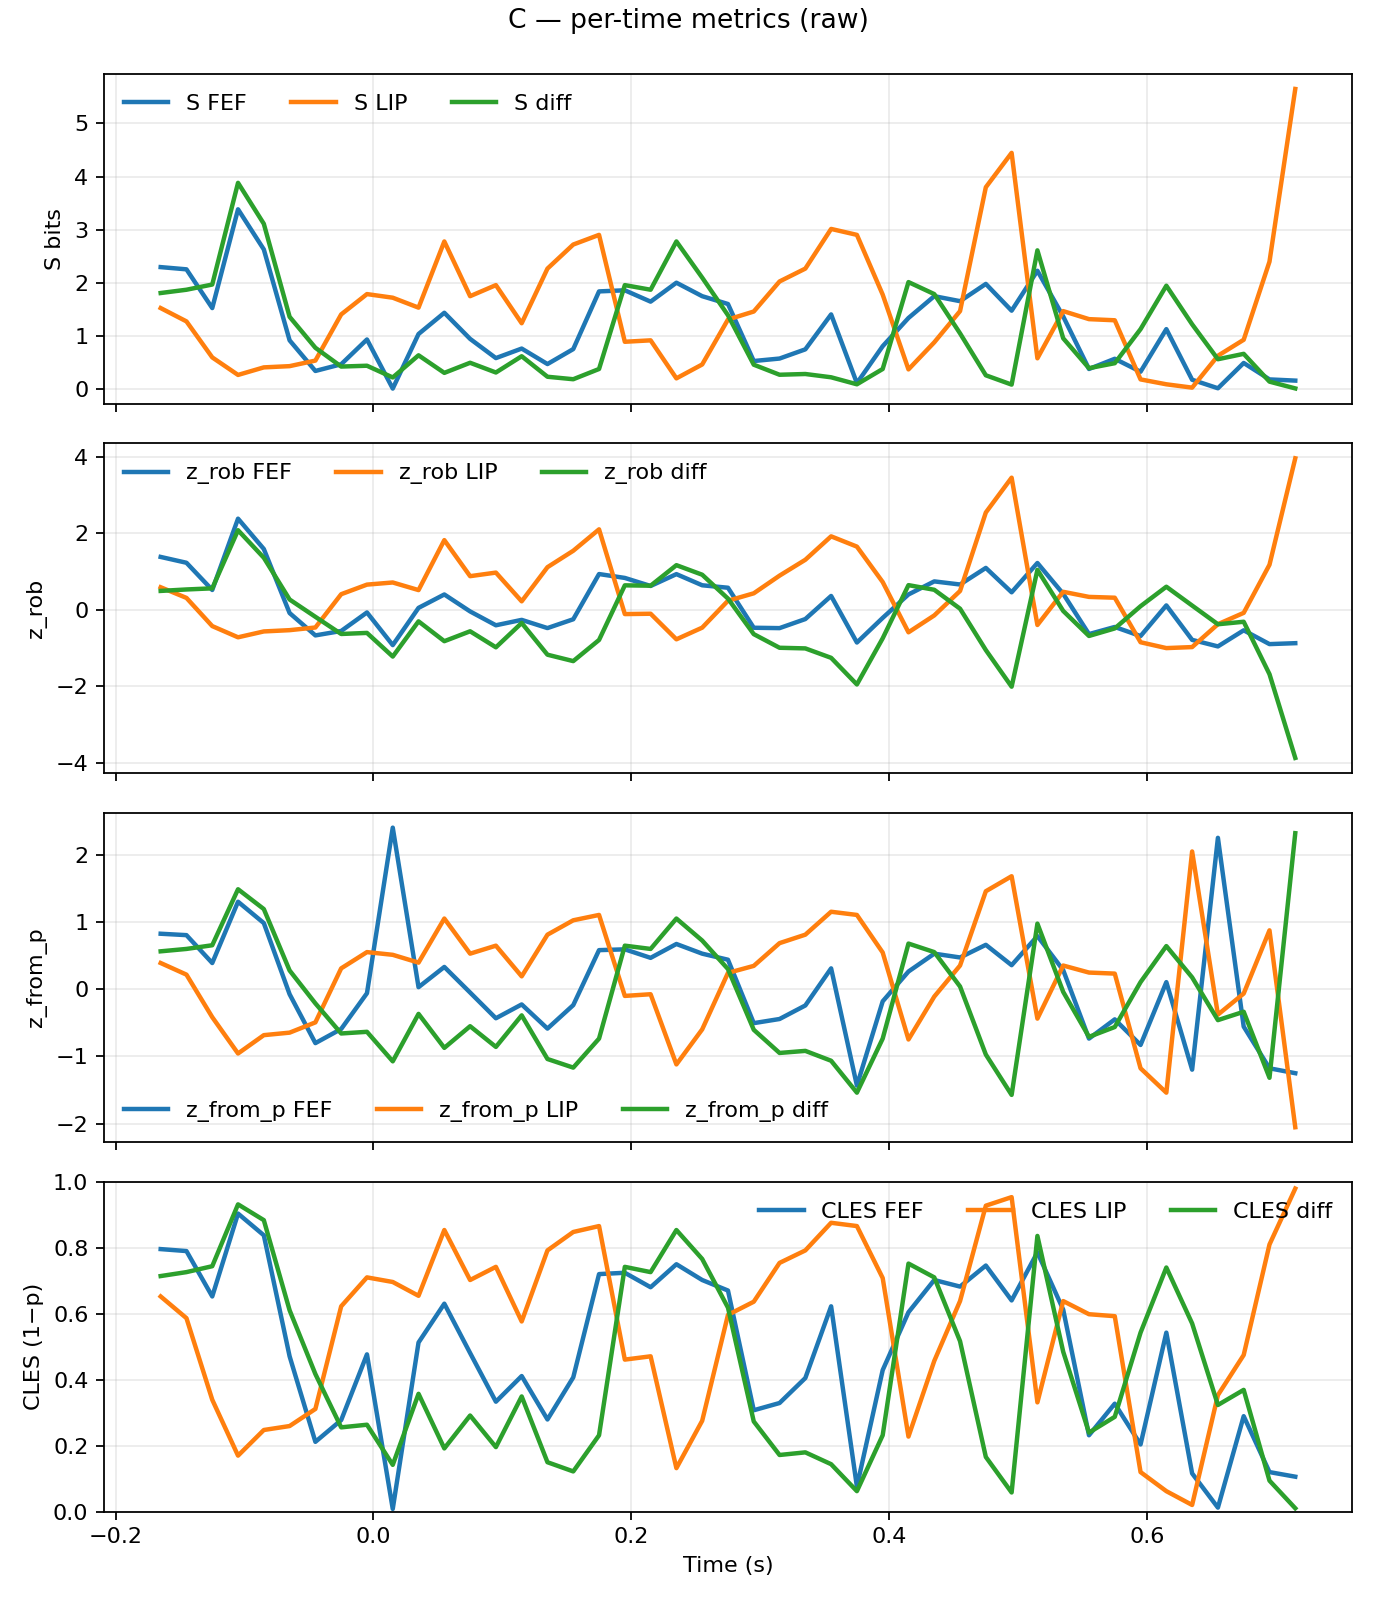 C — per-time metrics (raw)
S FEF S LIP S diff
5
4
3
2
1
0
S bits
z_rob FEF z_rob LIP z_rob diff
4
2
0
−2
−4
z_rob
2
1
0
−1
−2
z_from_p
z_from_p FEF z_from_p LIP z_from_p diff
CLES FEF CLES LIP CLES diff
1.0
0.8
0.6
0.4
0.2
0.0
CLES (1−p)
−0.2 0.0 0.2 0.4 0.6
Time (s)